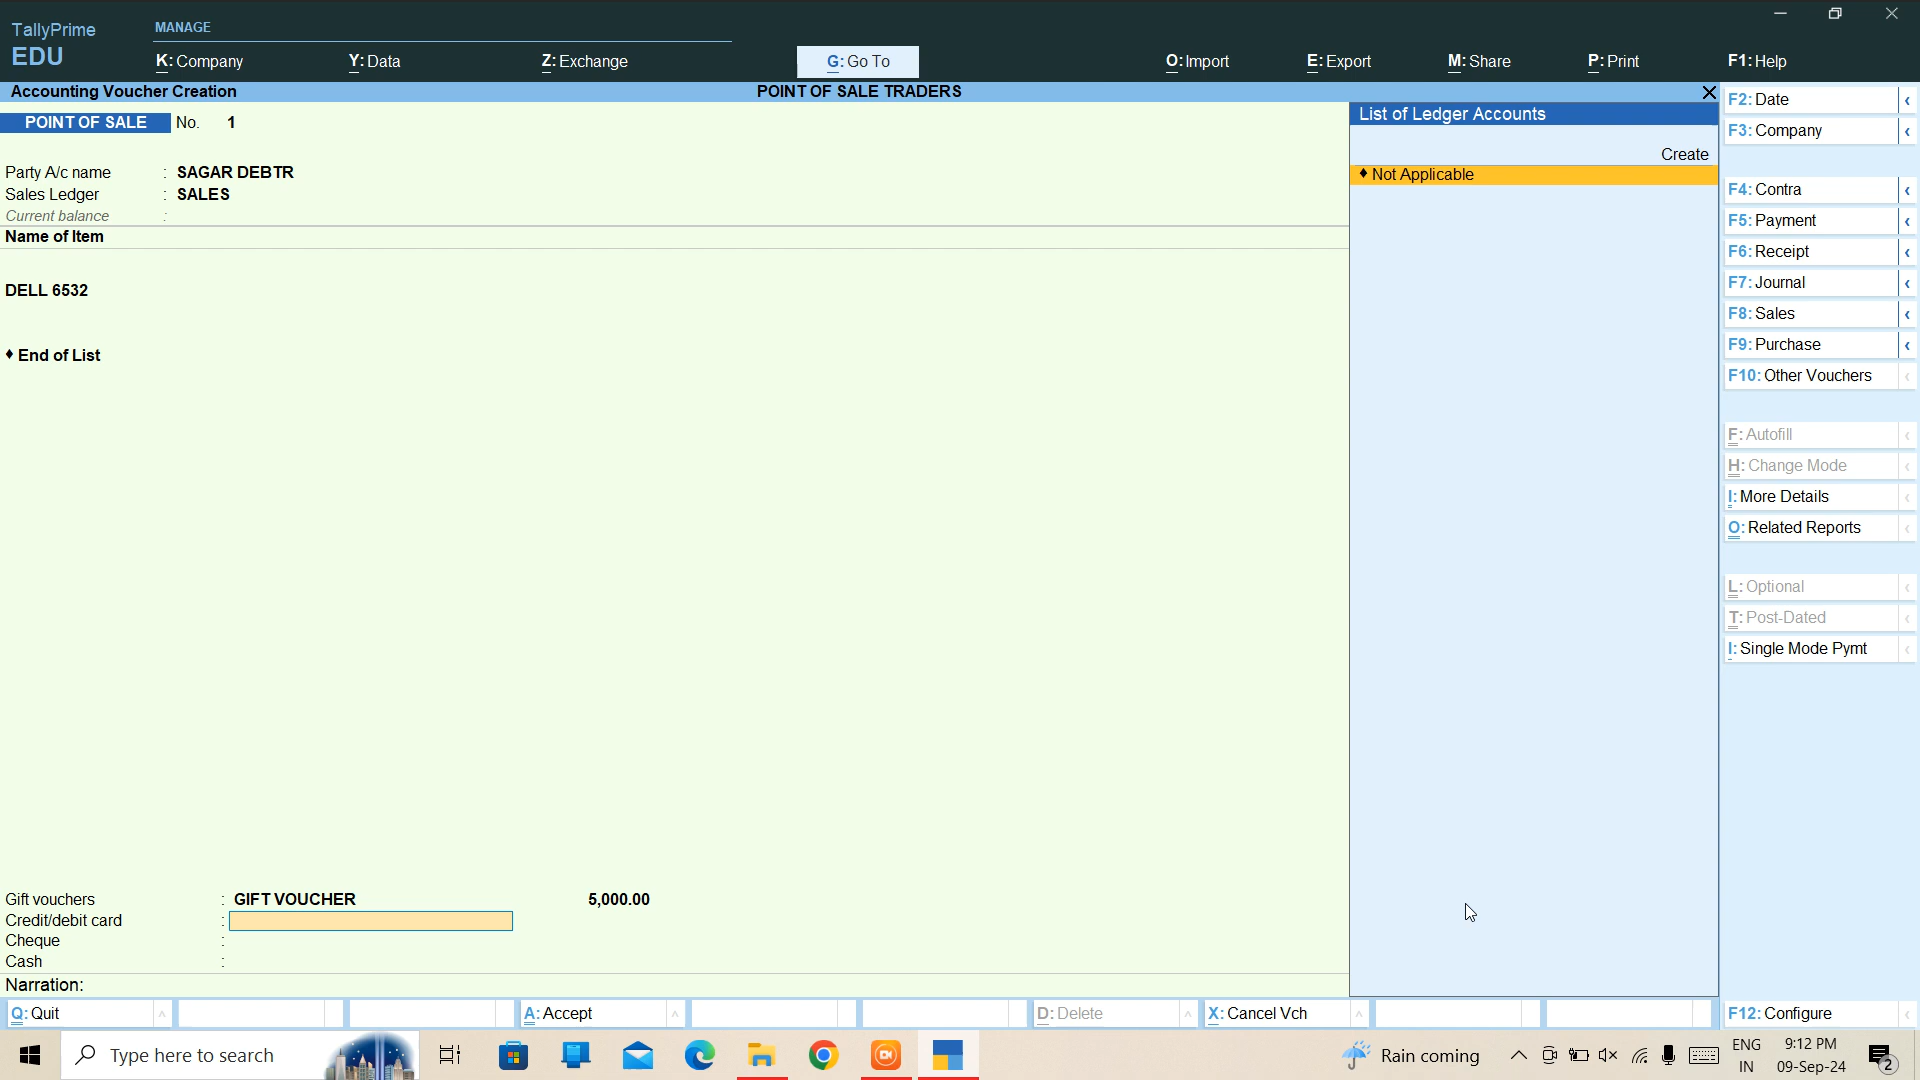 TallyPrime
EDU
MANAGE
K: Company
Y: Data
Z: Exchange
G: Go To
O: Import
E: Export
M: Share
P: Print
F1: Help
Accounting Voucher Creation
POINT OF SALE TRADERS
POINT OF SALE No. 1
Party A/c name : SAGAR DEBTR
Sales Ledger : SALES
Current balance :
Name of Item
DELL 6532
♦ End of List
Gift vouchers : GIFT VOUCHER 5,000.00
Credit/debit card :
Cheque :
Cash :
Narration:
List of Ledger Accounts
Create
♦ Not Applicable
F2: Date
F3: Company
F4: Contra
F5: Payment
F6: Receipt
F7: Journal
F8: Sales
F9: Purchase
F10: Other Vouchers
F: Autofill
H: Change Mode
I: More Details
O: Related Reports
L: Optional
T: Post-Dated
I: Single Mode Pymt
F12: Configure
Q: Quit
A: Accept
D: Delete
X: Cancel Vch
Type here to search
Rain coming
ENG
IN
9:12 PM
09-Sep-24
2